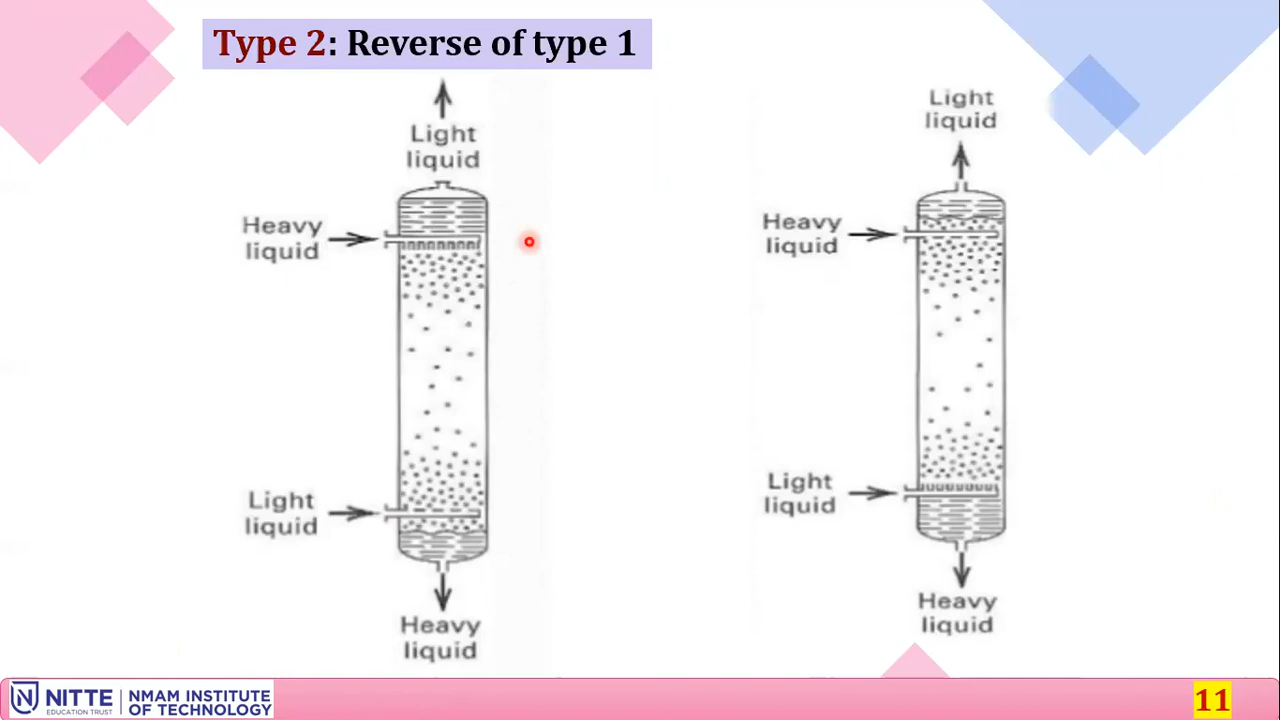 Type 2: Reverse of type 1
Light
liquid
Heavy
liquid
Light
liquid
Heavy
liquid
Light
liquid
Heavy
liquid
Light
liquid
Heavy
liquid
NITTE
EDUCATION TRUST
NMAM INSTITUTE
OF TECHNOLOGY
11